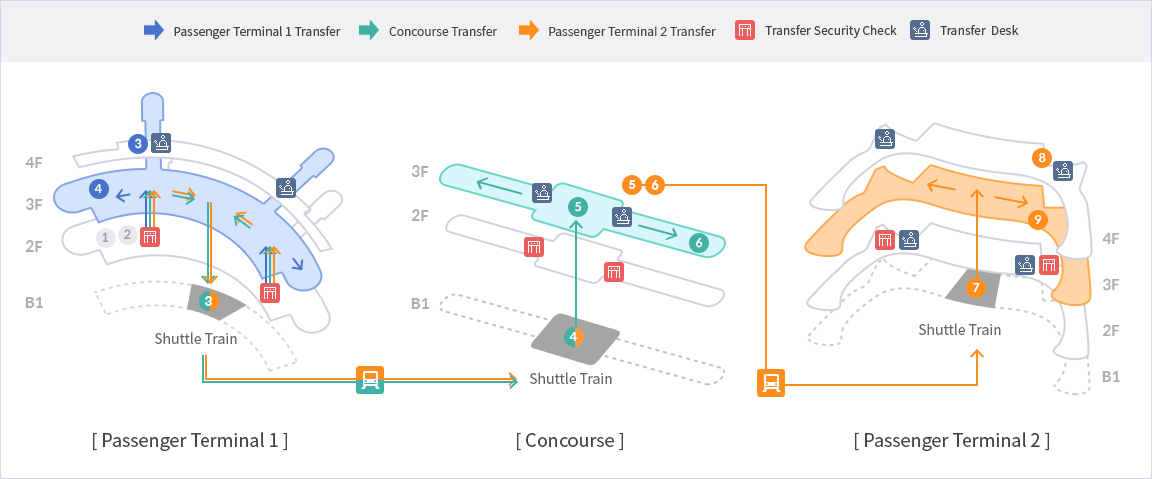 Passenger Terminal 1 Transfer
Concourse Transfer
Passenger Terminal 2 Transfer
Transfer Security Check
Transfer Desk
4F
3F
2F
B1
3
4
1
2
3
Shuttle Train
[ Passenger Terminal 1 ]
3F
2F
B1
5
5 6
6
4
Shuttle Train
[ Concourse ]
8
9
7
Shuttle Train
4F
3F
2F
B1
[ Passenger Terminal 2 ]